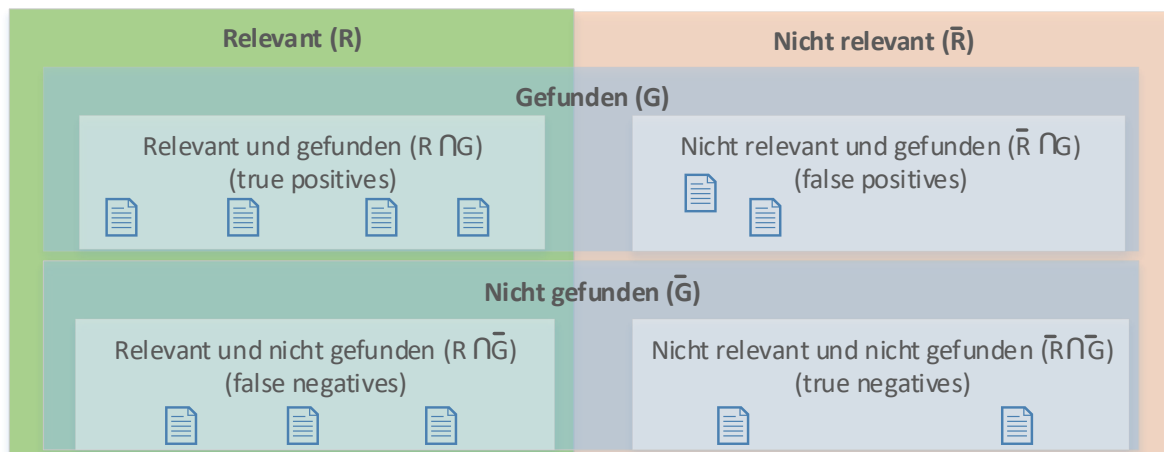 Relevant (R)
Nicht relevant (R̄)
Gefunden (G)
Relevant und gefunden (R ⋂G)
(true positives)
Nicht relevant und gefunden (R̄ ⋂G)
(false positives)
Nicht gefunden (Ḡ)
Relevant und nicht gefunden (R ⋂Ḡ)
(false negatives)
Nicht relevant und nicht gefunden (R̄⋂Ḡ)
(true negatives)